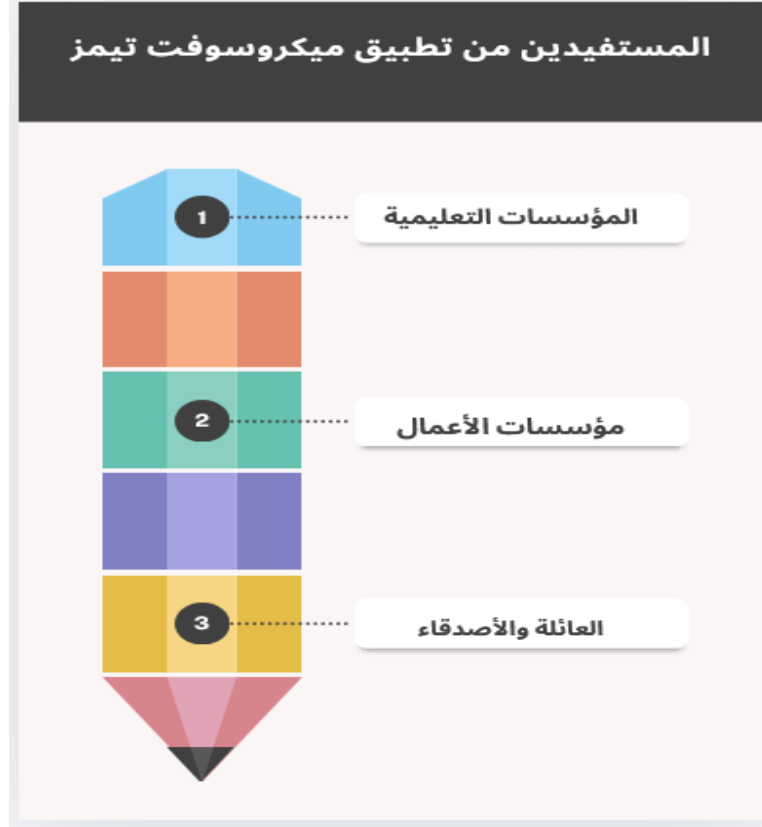 المستفيدين من تطبيق ميكروسوفت تيمز
1 المؤسسات التعليمية
2 مؤسسات الأعمال
3 العائلة والأصدقاء